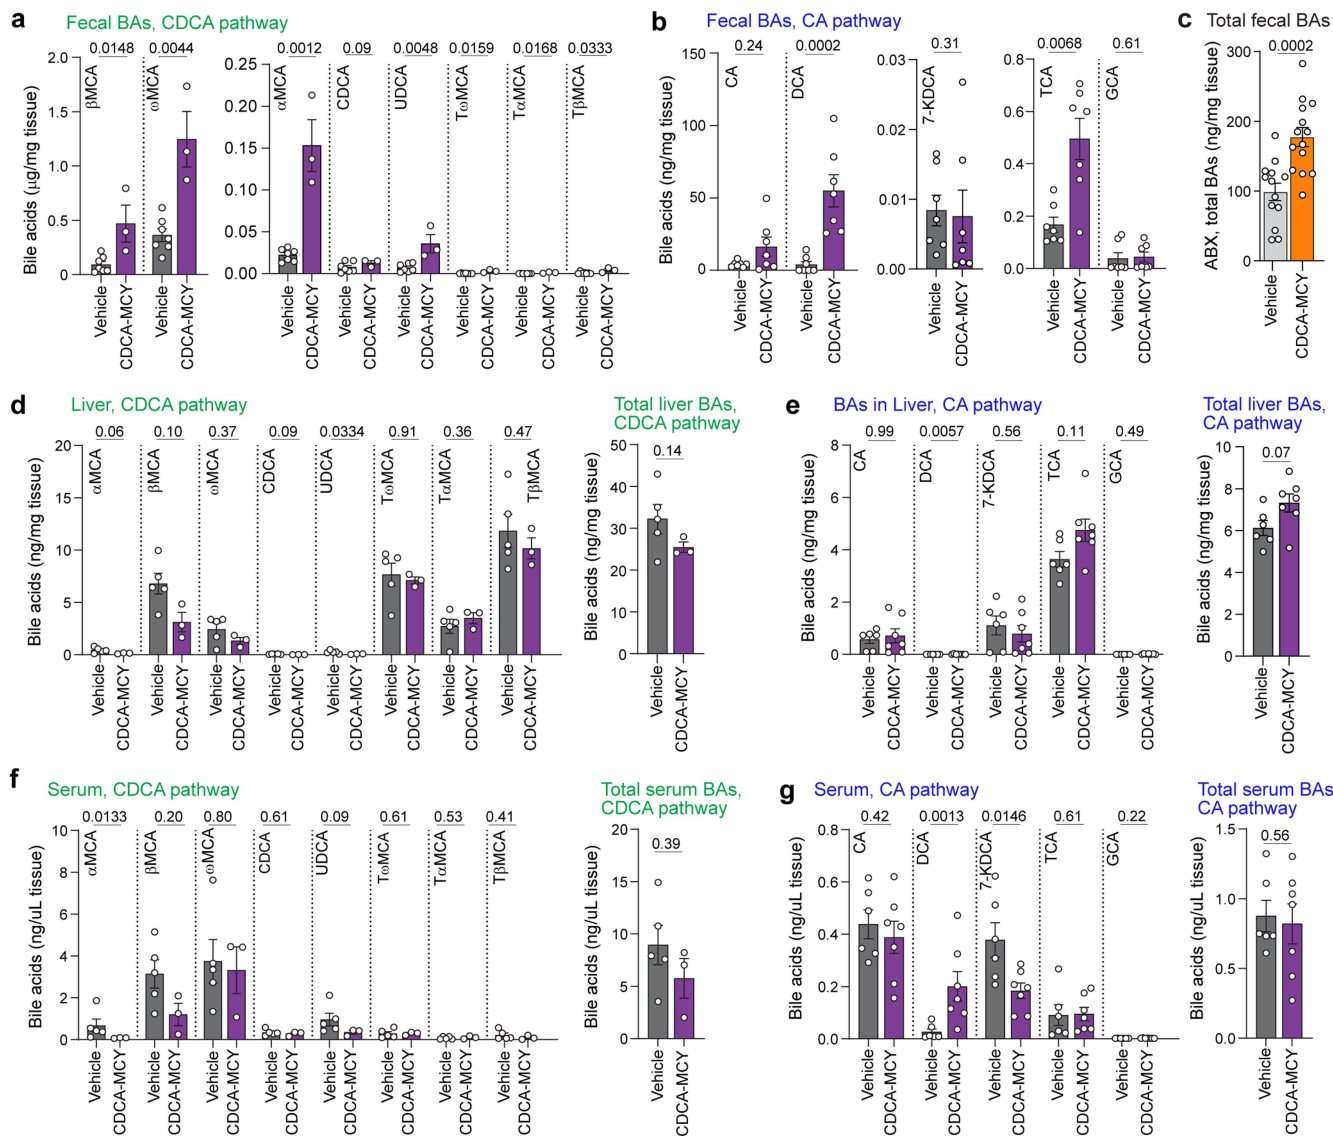 a
Fecal BAs, CDCA pathway
0.0148 0.0044
2.0
1.5
1.0
0.5
0
Bile acids (μg/mg tissue)
βMCA
ωMCA
Vehicle
CDCA-MCY
Vehicle
CDCA-MCY
0.0012 0.09 0.0048 0.0159 0.0168 0.0333
0.25
0.20
0.15
0.10
0.05
0.00
αMCA
CDCA
UDCA
TωMCA
TαMCA
TβMCA
Vehicle
CDCA-MCY
Vehicle
CDCA-MCY
Vehicle
CDCA-MCY
Vehicle
CDCA-MCY
Vehicle
CDCA-MCY
Vehicle
CDCA-MCY
b
Fecal BAs, CA pathway
0.24 0.0002
150
100
50
25
0
Bile acids (ng/mg tissue)
CA
DCA
Vehicle
CDCA-MCY
Vehicle
CDCA-MCY
0.31
0.03
0.02
0.01
0.00
7-KDCA
Vehicle
CDCA-MCY
0.0068 0.61
0.8
0.6
0.4
0.2
0.0
TCA
GCA
Vehicle
CDCA-MCY
Vehicle
CDCA-MCY
c
Total fecal BAs
0.0002
300
200
100
0
ABX, total BAs (ng/mg tissue)
Vehicle
CDCA-MCY
d
Liver, CDCA pathway
0.06 0.10 0.37 0.09 0.0334 0.91 0.36 0.47
20
15
10
5
0
Bile acids (ng/mg tissue)
αMCA
βMCA
ωMCA
CDCA
UDCA
TωMCA
TαMCA
TβMCA
Vehicle
CDCA-MCY
Vehicle
CDCA-MCY
Vehicle
CDCA-MCY
Vehicle
CDCA-MCY
Vehicle
CDCA-MCY
Vehicle
CDCA-MCY
Vehicle
CDCA-MCY
Vehicle
CDCA-MCY
Total liver BAs,
CDCA pathway
0.14
50
40
30
20
10
0
Vehicle
CDCA-MCY
e
BAs in Liver, CA pathway
0.99 0.0057 0.56 0.11 0.49
8
6
4
2
0
Bile acids (ng/mg tissue)
CA
DCA
7-KDCA
TCA
GCA
Vehicle
CDCA-MCY
Vehicle
CDCA-MCY
Vehicle
CDCA-MCY
Vehicle
CDCA-MCY
Vehicle
CDCA-MCY
Total liver BAs,
CA pathway
0.07
10
8
6
4
2
0
Vehicle
CDCA-MCY
f
Serum, CDCA pathway
0.0133 0.20 0.80 0.61 0.09 0.61 0.53 0.41
10
8
6
4
2
0
Bile acids (ng/uL tissue)
αMCA
βMCA
ωMCA
CDCA
UDCA
TωMCA
TαMCA
TβMCA
Vehicle
CDCA-MCY
Vehicle
CDCA-MCY
Vehicle
CDCA-MCY
Vehicle
CDCA-MCY
Vehicle
CDCA-MCY
Vehicle
CDCA-MCY
Vehicle
CDCA-MCY
Vehicle
CDCA-MCY
Total serum BAs,
CDCA pathway
0.39
20
15
10
5
0
Bile acids (ng/uL tissue)
Vehicle
CDCA-MCY
g
Serum, CA pathway
0.42 0.0013 0.0146 0.61 0.22
0.8
0.6
0.4
0.2
0.0
Bile acids (ng/uL tissue)
CA
DCA
7-KDCA
TCA
GCA
Vehicle
CDCA-MCY
Vehicle
CDCA-MCY
Vehicle
CDCA-MCY
Vehicle
CDCA-MCY
Vehicle
CDCA-MCY
Total serum BAs,
CA pathway
0.56
1.5
1.0
0.5
0.0
Bile acids (ng/uL tissue)
Vehicle
CDCA-MCY